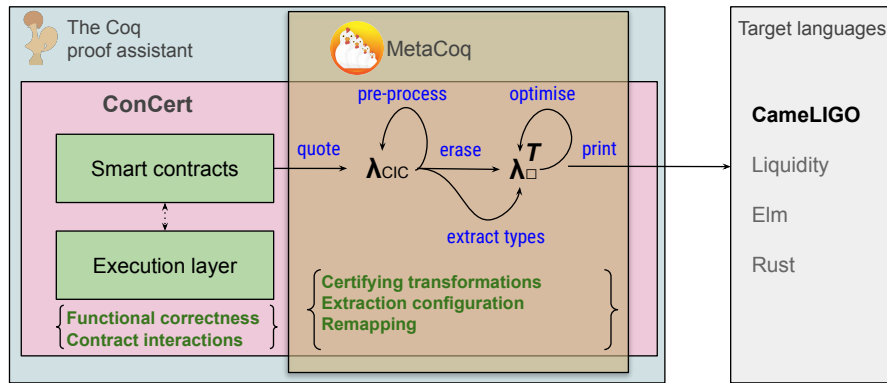 The Coq
proof assistant
MetaCoq
Target languages
ConCert
pre-process
optimise
Smart contracts
quote
λCIC
erase
λ□T
print
extract types
Execution layer
Functional correctness
Contract interactions
Certifying transformations
Extraction configuration
Remapping
CameLIGO
Liquidity
Elm
Rust